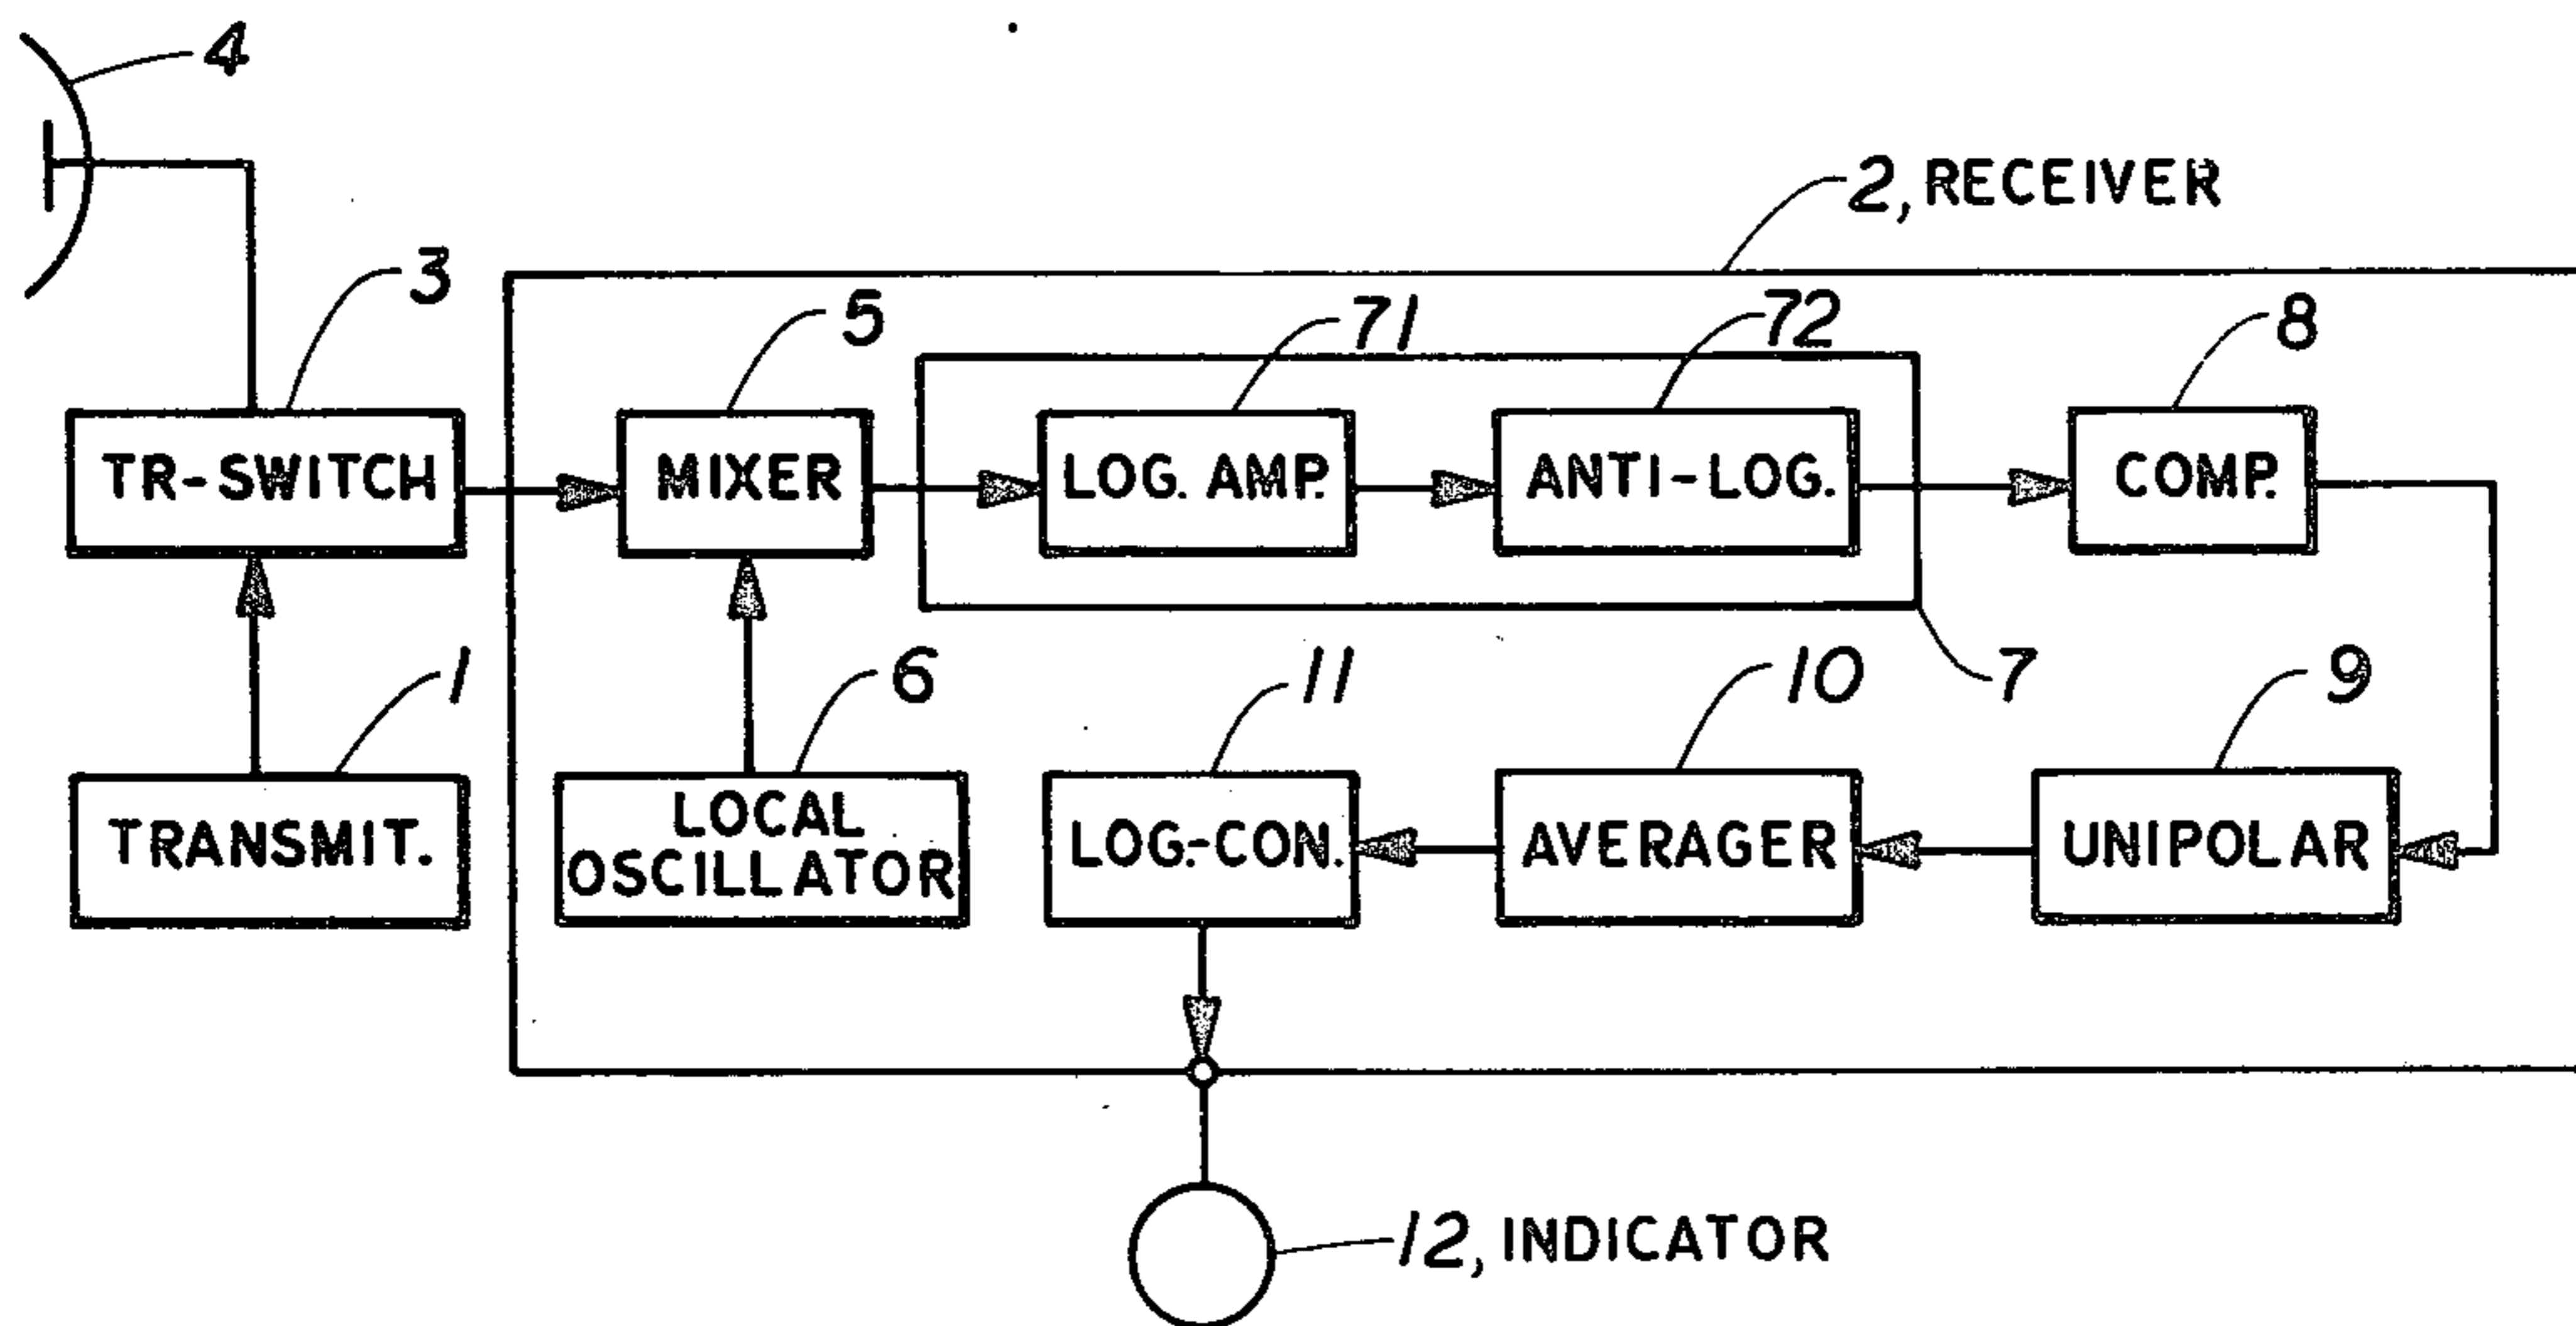 4
2, RECEIVER
3
5
71
72
8
TR-SWITCH
MIXER
LOG. AMP.
ANTI-LOG.
COMP.
1
6
11
10
7
9
TRANSMIT.
LOCAL
OSCILLATOR
LOG.-CON.
AVERAGER
UNIPOLAR
12, INDICATOR